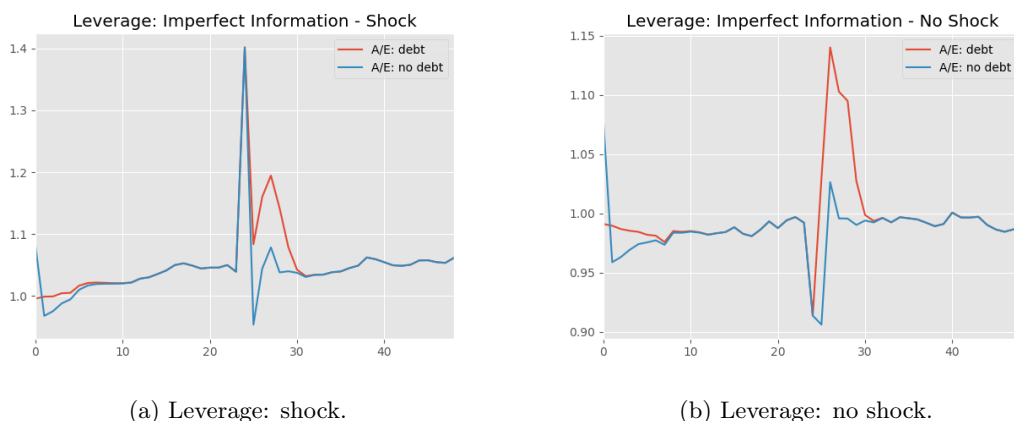 Leverage: Imperfect Information - Shock
A/E: debt
A/E: no debt
1.4
1.3
1.2
1.1
1.0
0 10 20 30 40
(a) Leverage: shock.
Leverage: Imperfect Information - No Shock
A/E: debt
A/E: no debt
1.15
1.10
1.05
1.00
0.95
0.90
0 10 20 30 40
(b) Leverage: no shock.